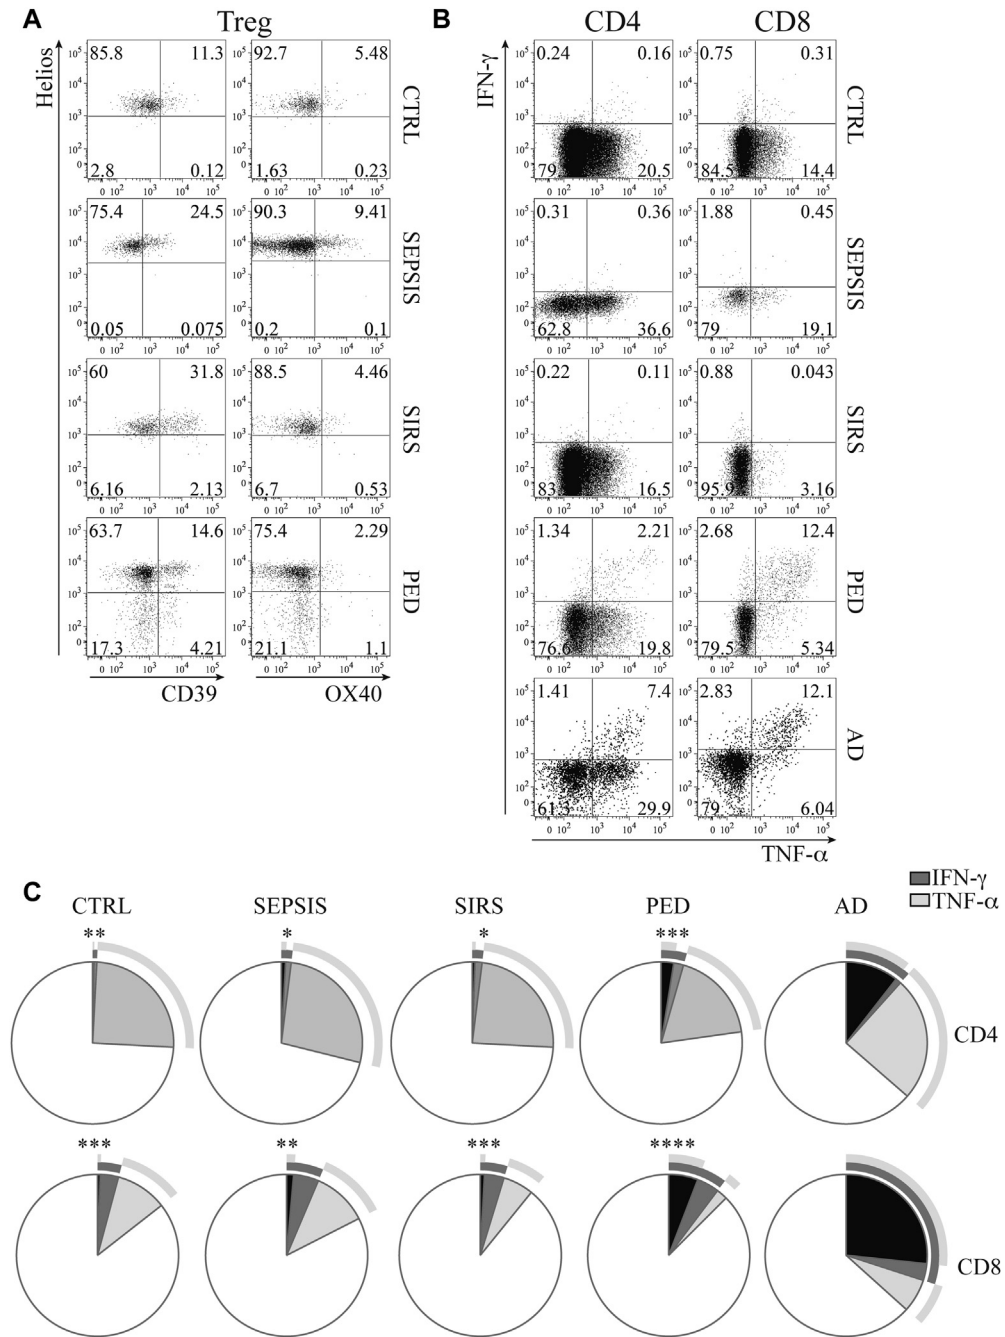 A
Treg
Helios
85.8 11.3
2.8 0.12
92.7 5.48
1.63 0.23
CTRL
75.4 24.5
0.05 0.075
90.3 9.41
0.2 0.1
SEPSIS
60 31.8
6.16 2.13
88.5 4.46
6.7 0.53
SIRS
63.7 14.6
17.3 4.21
75.4 2.29
21.1 1.1
PED
CD39
OX40
B
CD4 CD8
IFN-γ
0.24 0.16
79 20.5
0.75 0.31
84.5 14.4
CTRL
0.31 0.36
62.8 36.6
1.88 0.45
79 19.1
SEPSIS
0.22 0.11
83 16.5
0.88 0.043
95.9 3.16
SIRS
1.34 2.21
76.6 19.8
2.68 12.4
79.5 5.34
PED
1.41 7.4
61.3 29.9
2.83 12.1
79 6.04
AD
TNF-α
C
IFN-γ
TNF-α
CTRL SEPSIS SIRS PED AD
** * * ***
CD4
*** ** *** ****
CD8